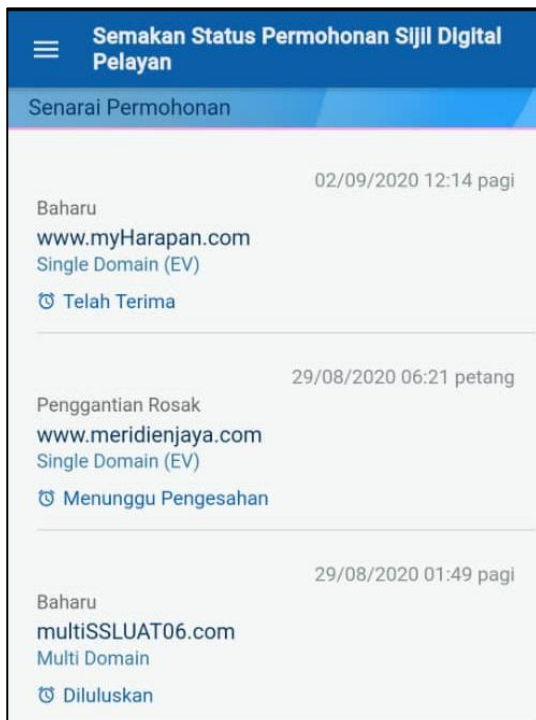 Semakan Status Permohonan Sijil Digital
Pelayan
Senarai Permohonan
02/09/2020 12:14 pagi
Baharu
www.myHarapan.com
Single Domain (EV)
Telah Terima
29/08/2020 06:21 petang
Penggantian Rosak
www.meridienjaya.com
Single Domain (EV)
Menunggu Pengesahan
29/08/2020 01:49 pagi
Baharu
multiSSLUAT06.com
Multi Domain
Diluluskan